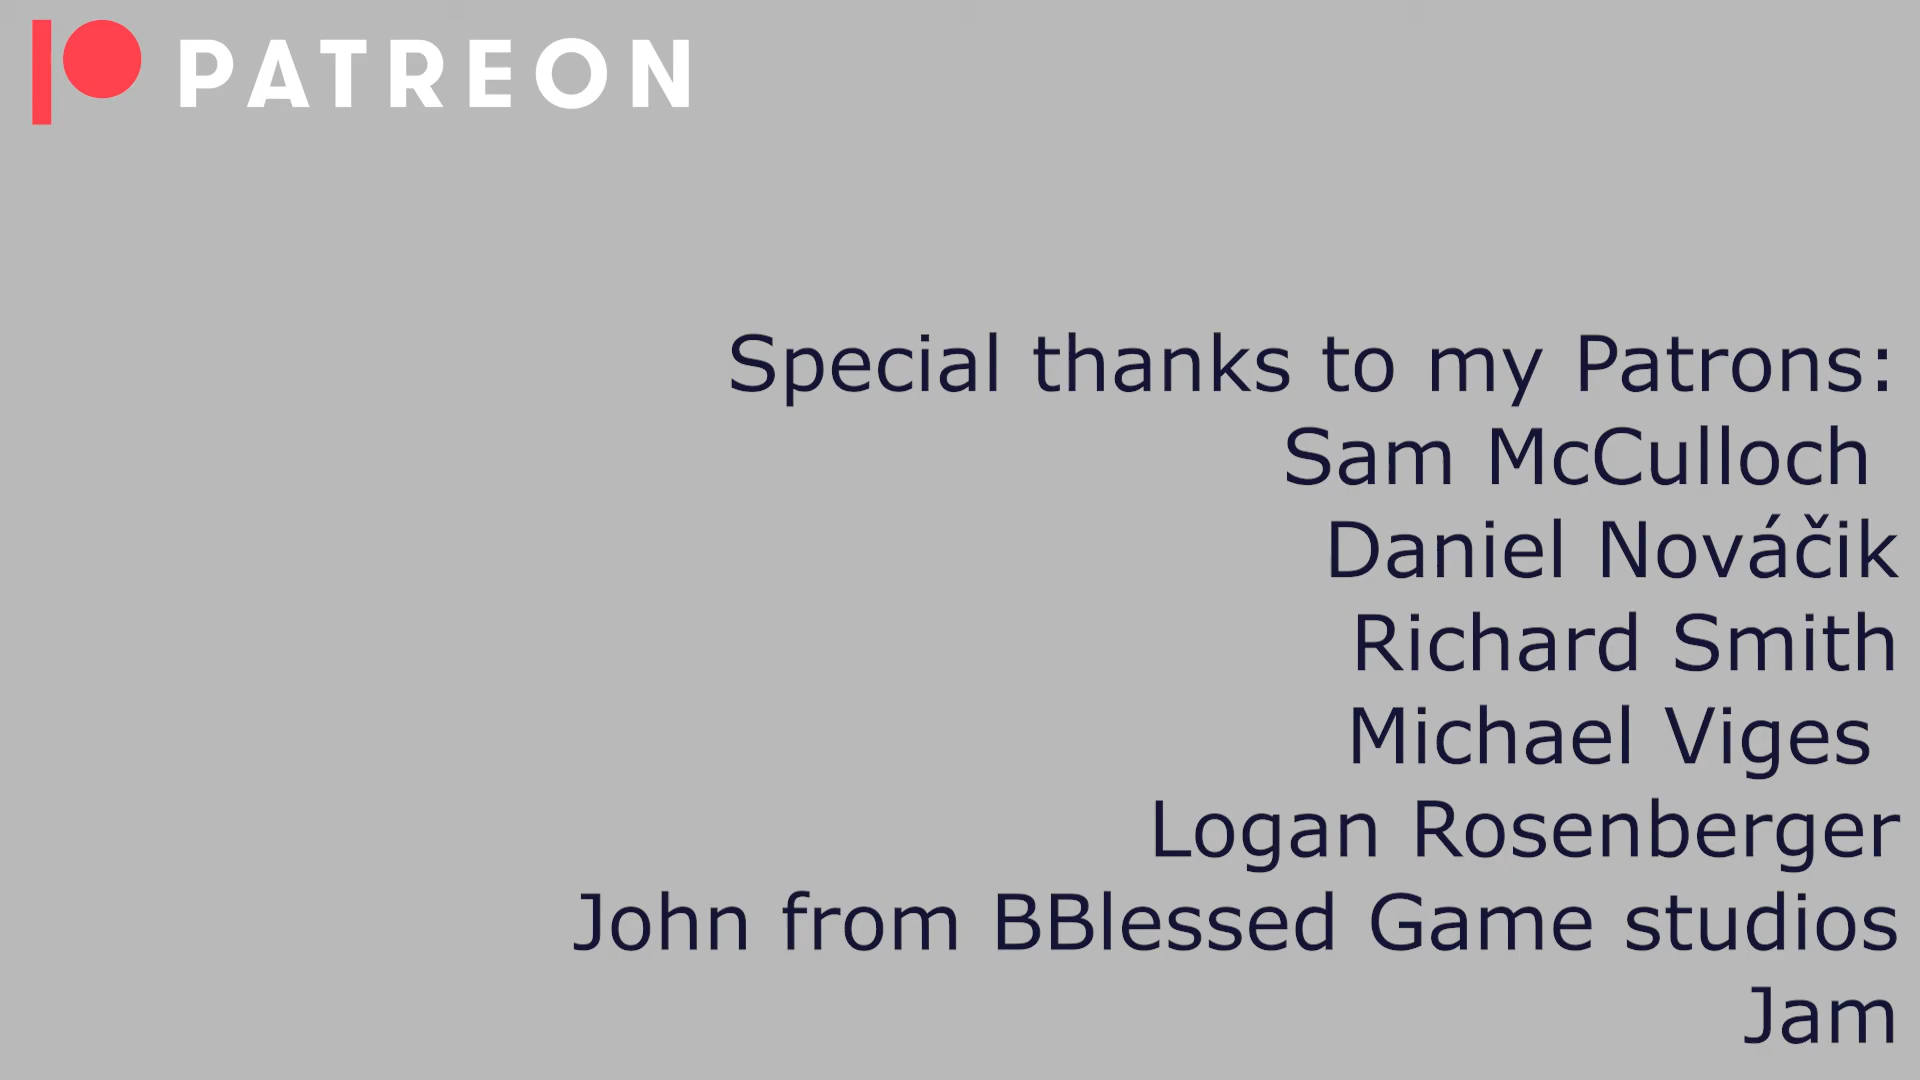 PATREON
Special thanks to my Patrons:
Sam McCulloch
Daniel Nováčik
Richard Smith
Michael Viges
Logan Rosenberger
John from BBlessed Game studios
Jam